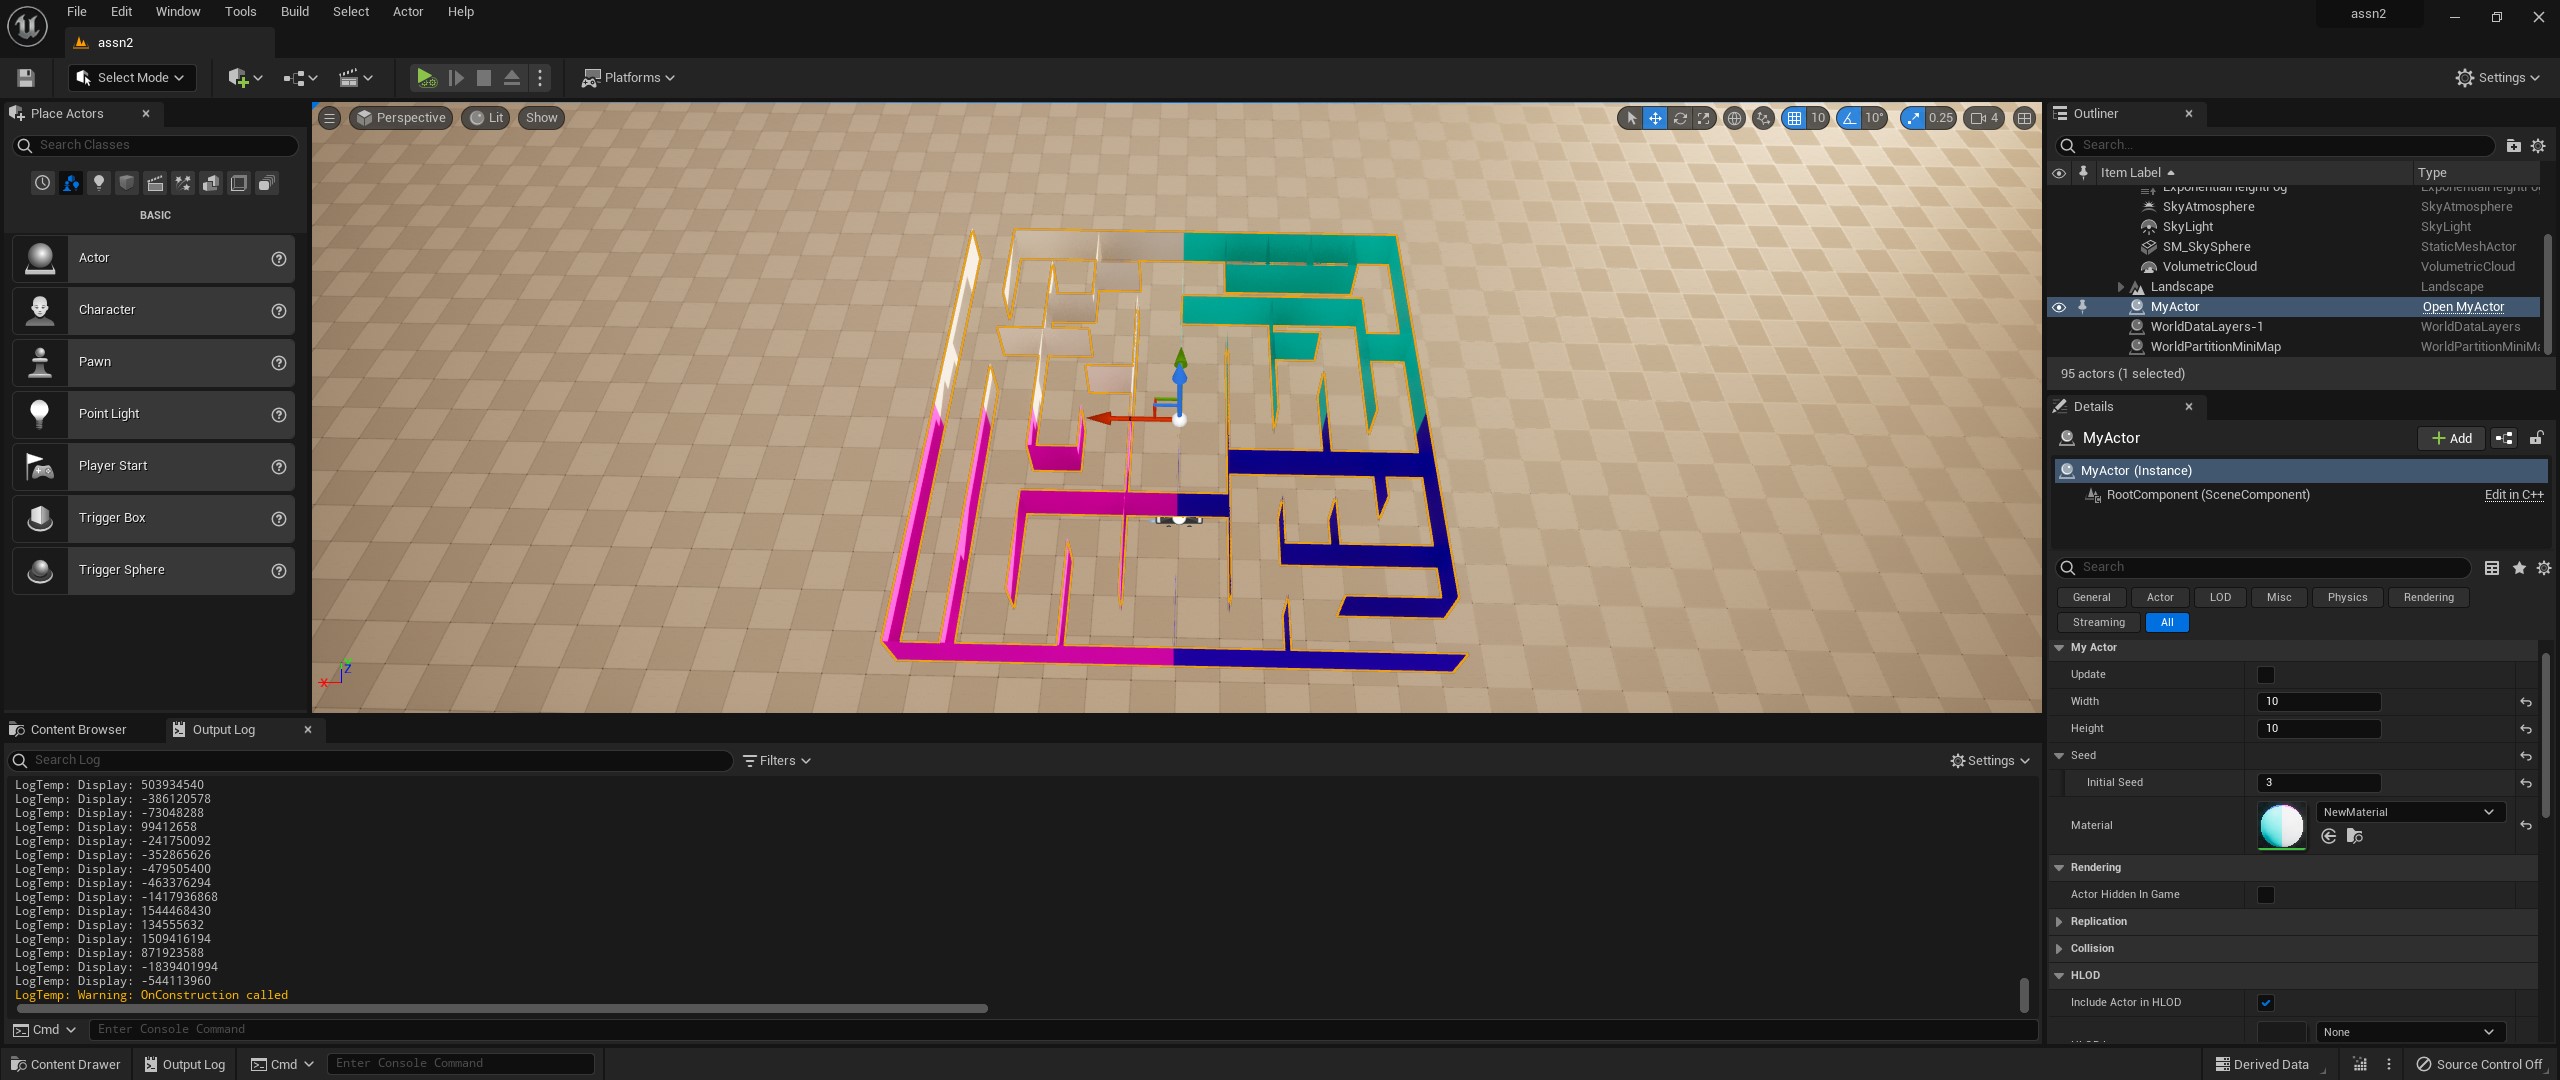 File Edit Window Tools Build Select Actor Help
assn2
assn2
Select Mode
Platforms
Settings
Place Actors
Search Classes
BASIC
Actor
Character
Pawn
Point Light
Player Start
Trigger Box
Trigger Sphere
Perspective Lit Show
10 10° 0.25 4
X Z
Outliner
Search...
Item Label Type
ExponentialHeightFog
SkyAtmosphere SkyAtmosphere
SkyLight SkyLight
SM_SkySphere StaticMeshActor
VolumetricCloud VolumetricCloud
Landscape Landscape
MyActor Open MyActor
WorldDataLayers-1 WorldDataLayers
WorldPartitionMiniMap WorldPartitionMiniMa
95 actors (1 selected)
Details
MyActor
Add
MyActor (Instance)
RootComponent (SceneComponent) Edit in C++
Search
General Actor LOD Misc Physics Rendering
Streaming All
My Actor
Update
Width 10
Height 10
Seed
Initial Seed 3
Material NewMaterial
Rendering
Actor Hidden In Game
Replication
Collision
HLOD
Include Actor in HLOD
None
Content Browser Output Log
Search Log
Filters
Settings
LogTemp: Display: 503934540
LogTemp: Display: -386120578
LogTemp: Display: -73048288
LogTemp: Display: 99412658
LogTemp: Display: -241750092
LogTemp: Display: -352865626
LogTemp: Display: -479505400
LogTemp: Display: -463376294
LogTemp: Display: -1417936868
LogTemp: Display: 1544468430
LogTemp: Display: 134555632
LogTemp: Display: 1509416194
LogTemp: Display: 871923588
LogTemp: Display: -1839401994
LogTemp: Display: -544113960
LogTemp: Warning: OnConstruction called
Cmd Enter Console Command
Content Drawer Output Log Cmd Enter Console Command
Derived Data Source Control Off